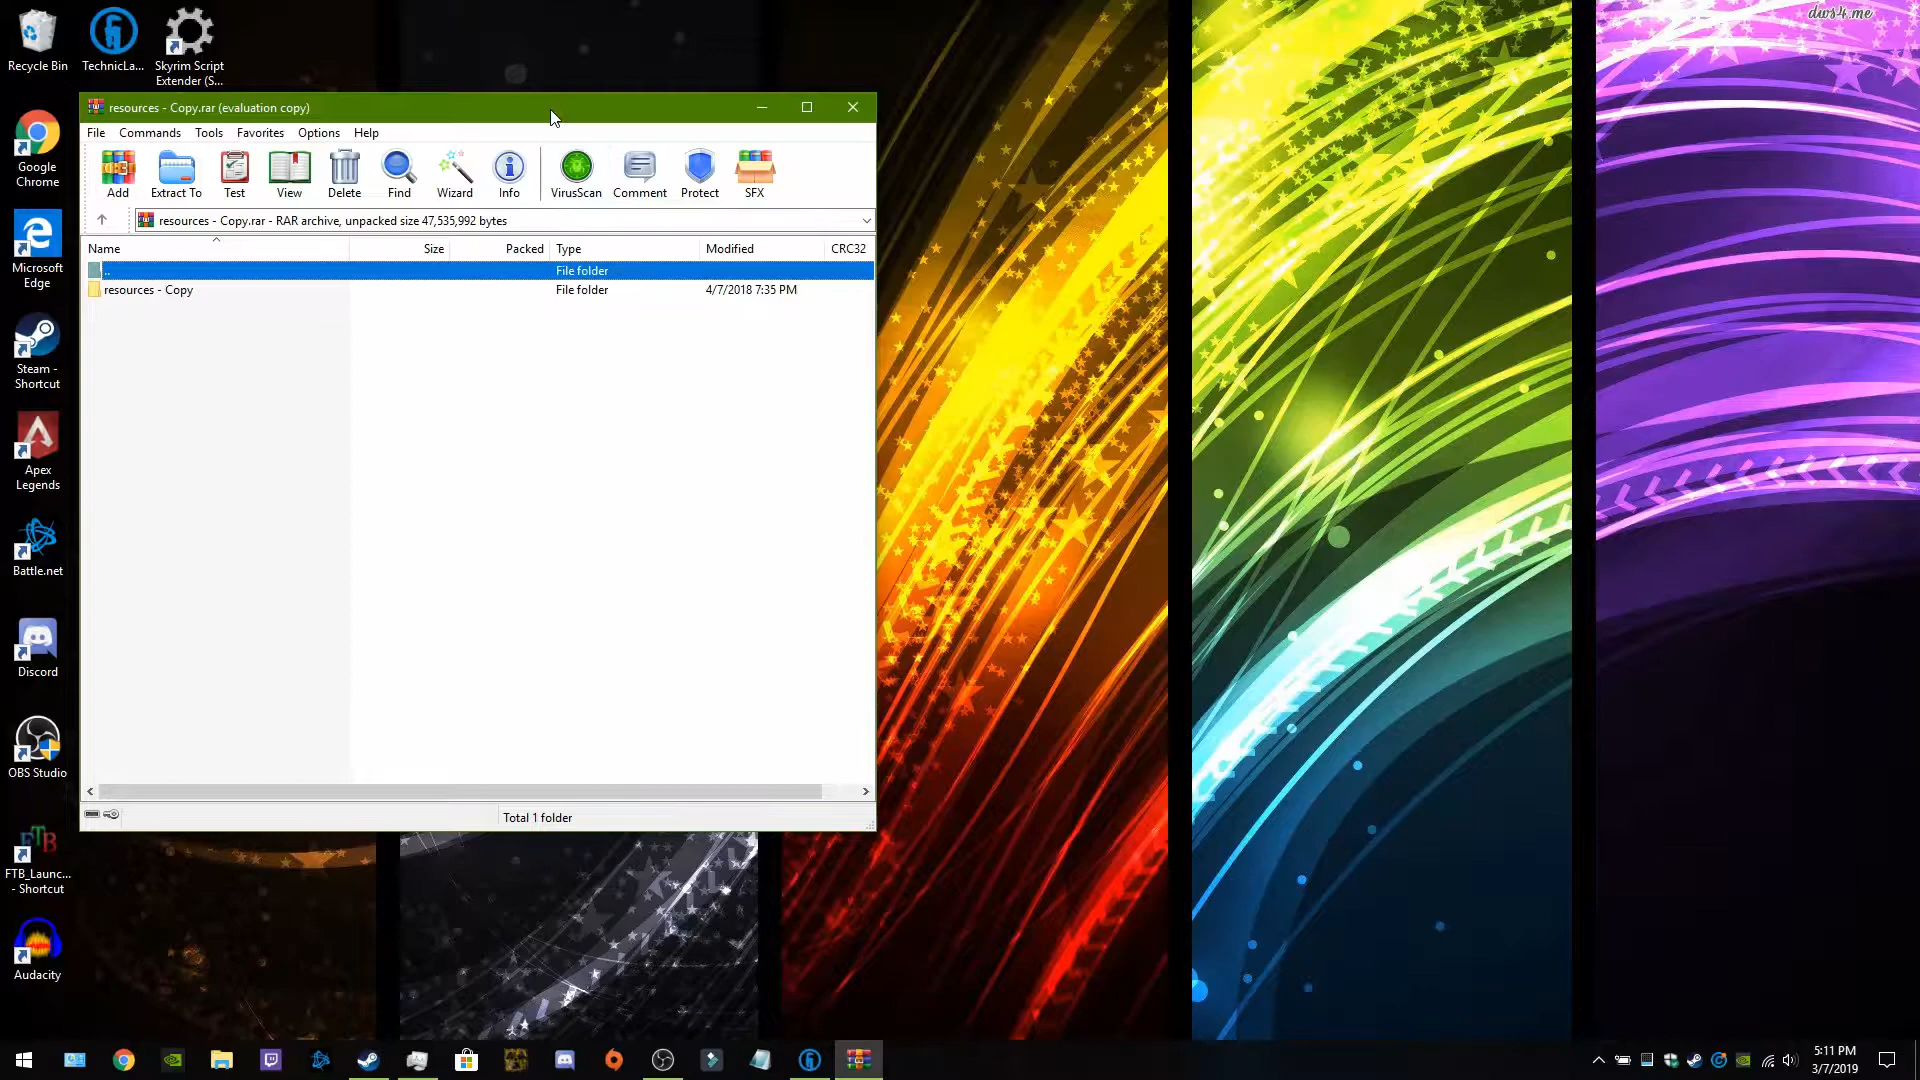 dws4.me
Recycle Bin
TechnicLa...
Skyrim Script
Extender (S...
Google
Chrome
Microsoft
Edge
Steam -
Shortcut
Apex
Legends
Battle.net
Discord
OBS Studio
FTB
FTB_Launc...
- Shortcut
Audacity
resources - Copy.rar (evaluation copy)
File Commands Tools Favorites Options Help
Add Extract To Test View Delete Find Wizard Info VirusScan Comment Protect SFX
resources - Copy.rar - RAR archive, unpacked size 47,535,992 bytes
Name Size Packed Type Modified CRC32
.. File folder
resources - Copy File folder 4/7/2018 7:35 PM
Total 1 folder
5:11 PM
3/7/2019